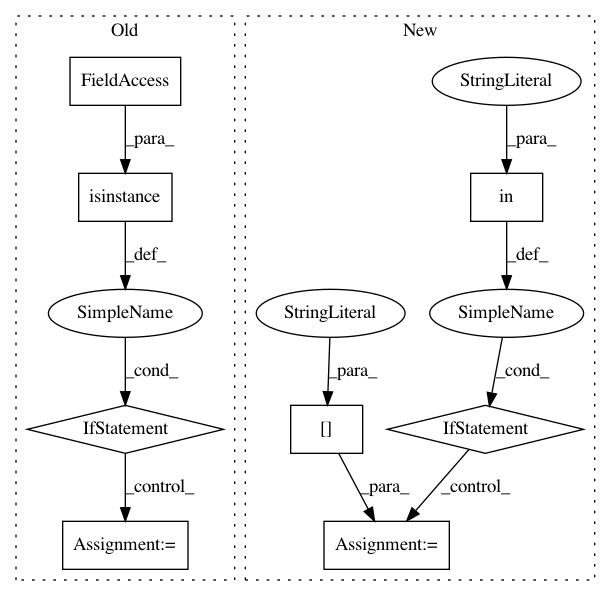 Old
New
FieldAccess
StringLiteral
_para_
_para_
isinstance
in
_def_
_def_
SimpleName
StringLiteral
SimpleName
_cond_
_para_
_cond_
IfStatement
[]
IfStatement
_control_
_para_
_control_
Assignment:=
Assignment:=